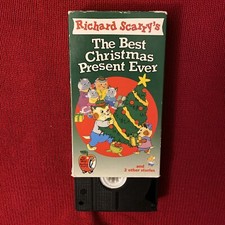 Richard Scarry's
The Best
Christmas
Present Ever
and
2 other stories